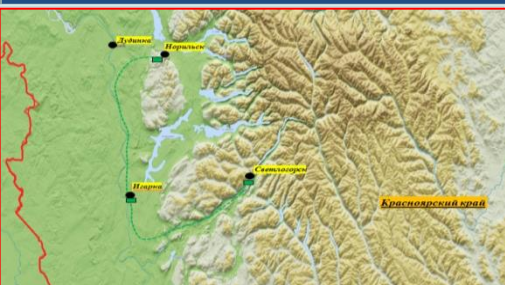 Дудинка
Норильск
Светлогорск
Игарка
Красноярский край